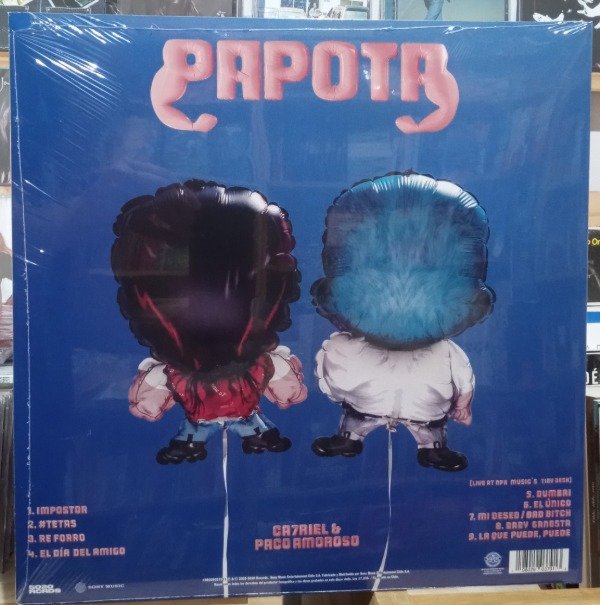 PAPOTA
1. IMPOSTOR
2. #TETAS
3. RE FORRO
4. EL DÍA DEL AMIGO
CA7RIEL &
PACO AMOROSO
(LIVE AT NPR MUSIC'S TINY DESK)
5. DUMBAI
6. EL ÚNICO
7. MI DESEO / BAD BITCH
8. BABY GANGSTA
9. LA QUE PUEDE, PUEDE
5020
RECORDS
SONY MUSIC